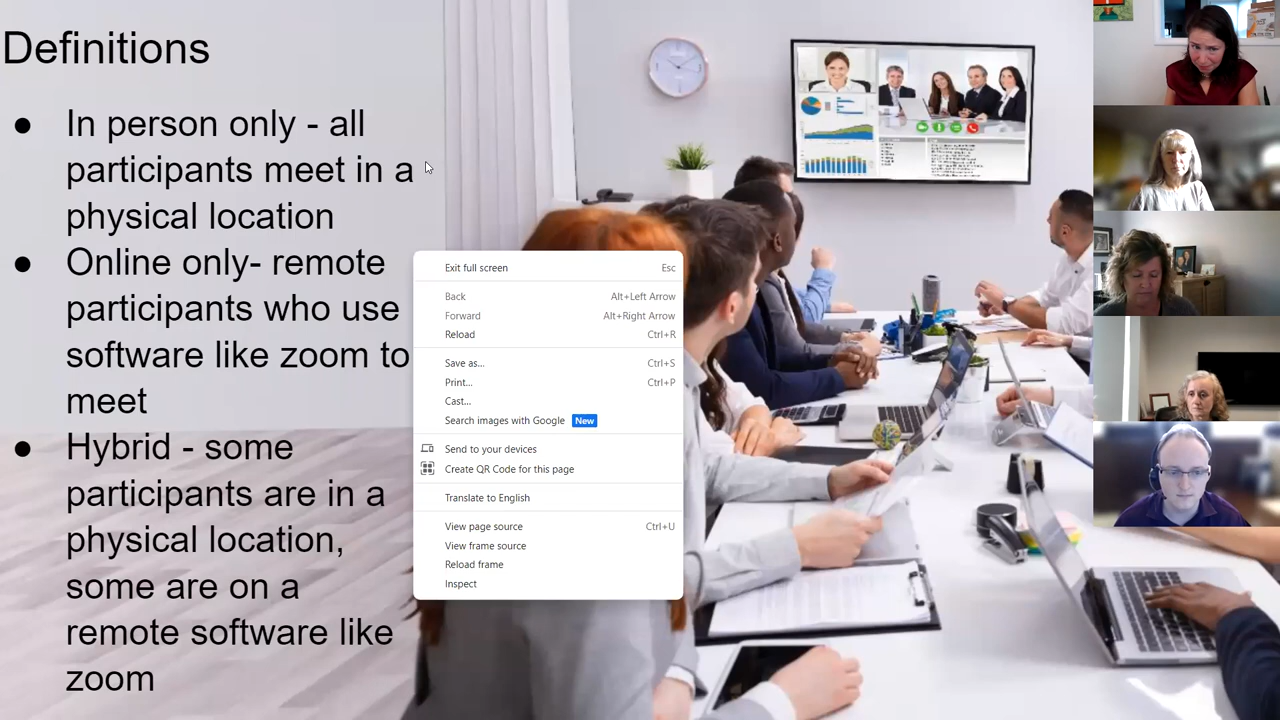 Definitions
● In person only - all
participants meet in a
physical location
● Online only- remote
participants who use
software like zoom to
meet
● Hybrid - some
participants are in a
physical location,
some are on a
remote software like
zoom
Exit full screen Esc
Back Alt+Left Arrow
Forward Alt+Right Arrow
Reload Ctrl+R
Save as... Ctrl+S
Print... Ctrl+P
Cast...
Search images with Google New
Send to your devices
Create QR Code for this page
Translate to English
View page source Ctrl+U
View frame source
Reload frame
Inspect